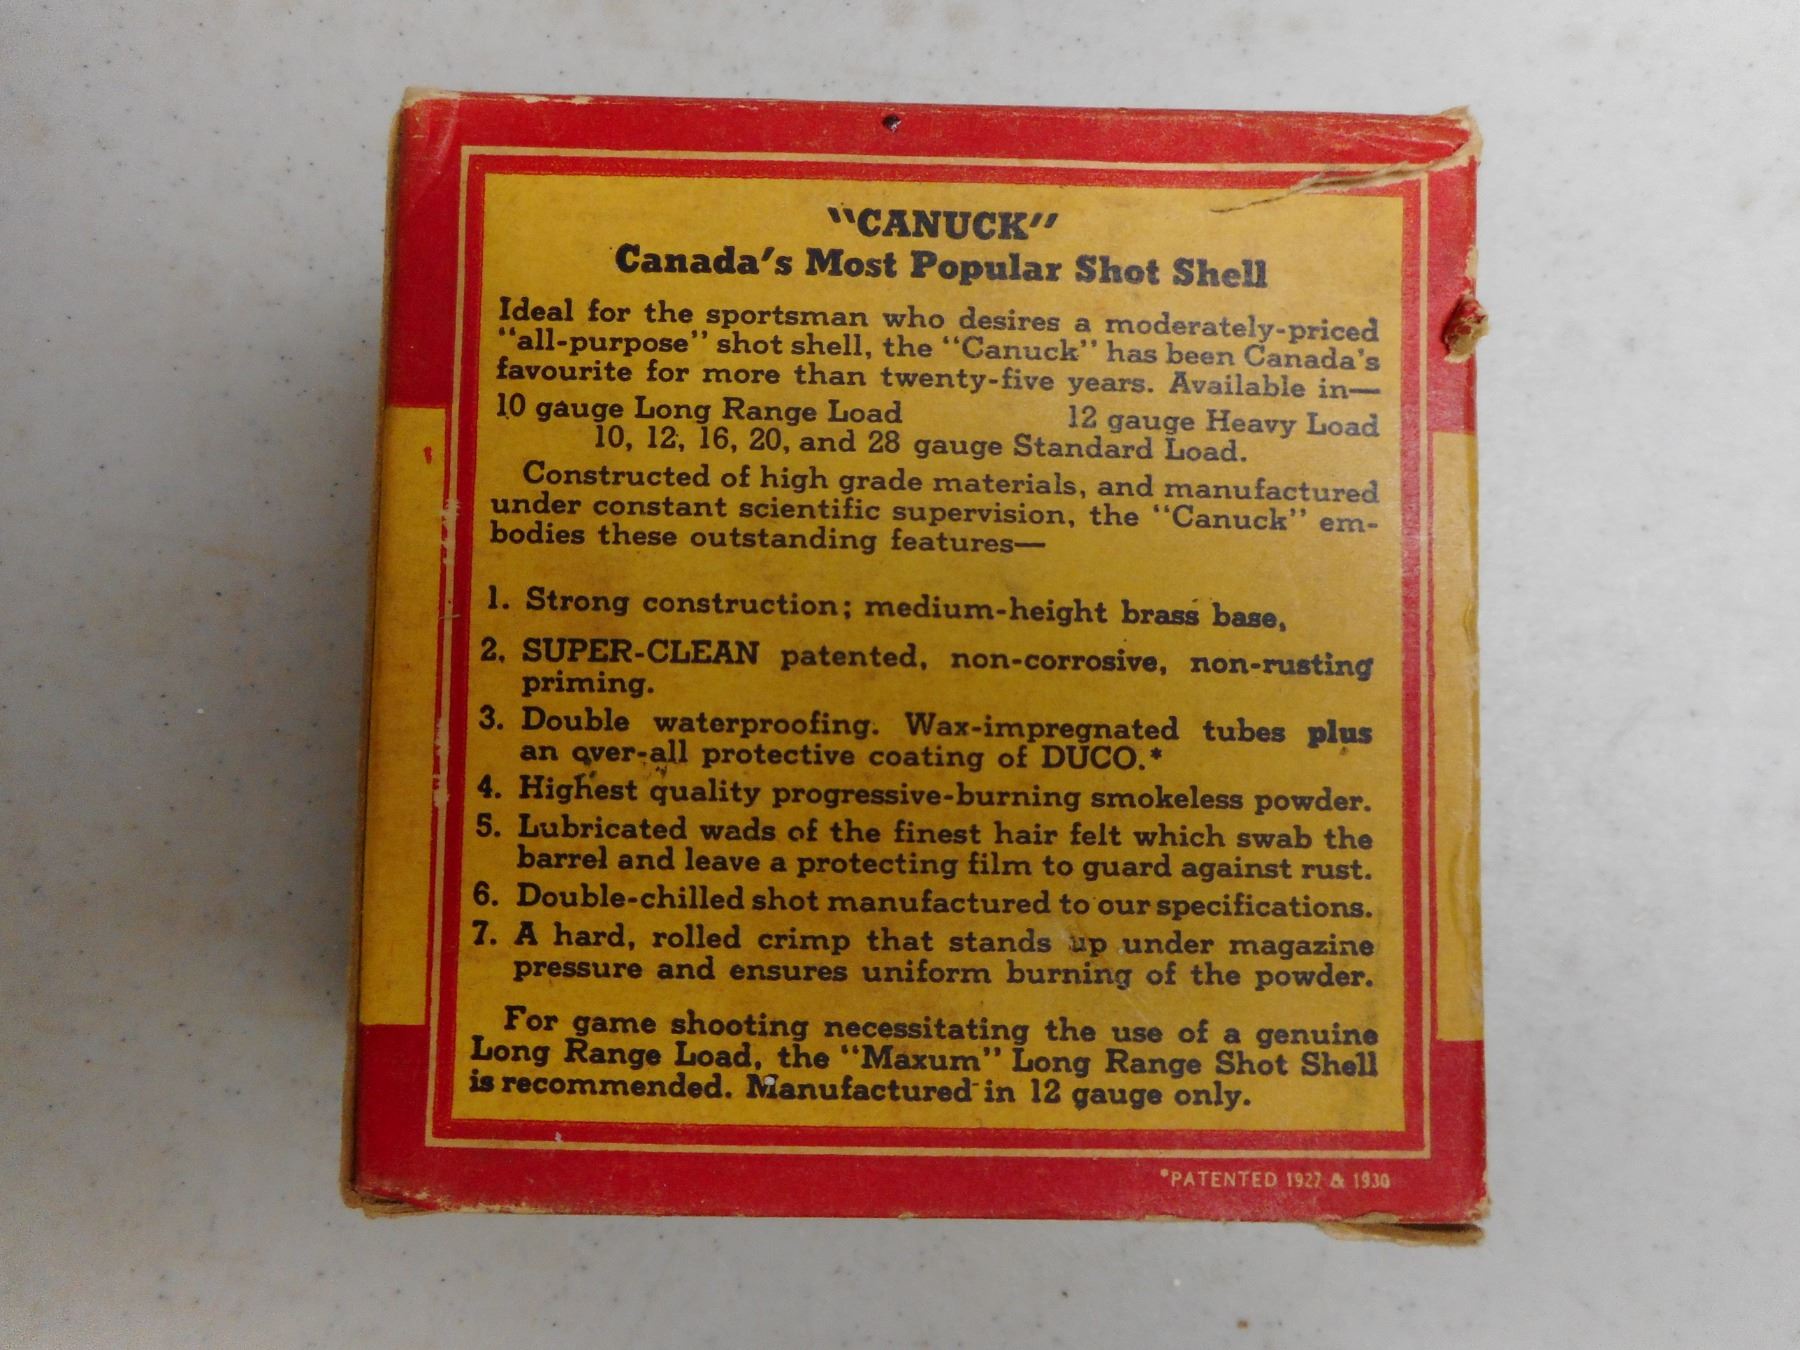 "CANUCK"
Canada's Most Popular Shot Shell
Ideal for the sportsman who desires a moderately-priced
"all-purpose" shot shell, the "Canuck" has been Canada's
favourite for more than twenty-five years. Available in—
10 gauge Long Range Load 12 gauge Heavy Load
10, 12, 16, 20, and 28 gauge Standard Load.
Constructed of high grade materials, and manufactured
under constant scientific supervision, the "Canuck" em-
bodies these outstanding features—
1. Strong construction; medium-height brass base,
2. SUPER-CLEAN patented, non-corrosive, non-rusting
priming.
3. Double waterproofing. Wax-impregnated tubes plus
an over-all protective coating of DUCO.*
4. Highest quality progressive-burning smokeless powder.
5. Lubricated wads of the finest hair felt which swab the
barrel and leave a protecting film to guard against rust.
6. Double-chilled shot manufactured to our specifications.
7. A hard, rolled crimp that stands up under magazine
pressure and ensures uniform burning of the powder.
For game shooting necessitating the use of a genuine
Long Range Load, the "Maxum" Long Range Shot Shell
is recommended. Manufactured in 12 gauge only.
*PATENTED 1927 & 1930